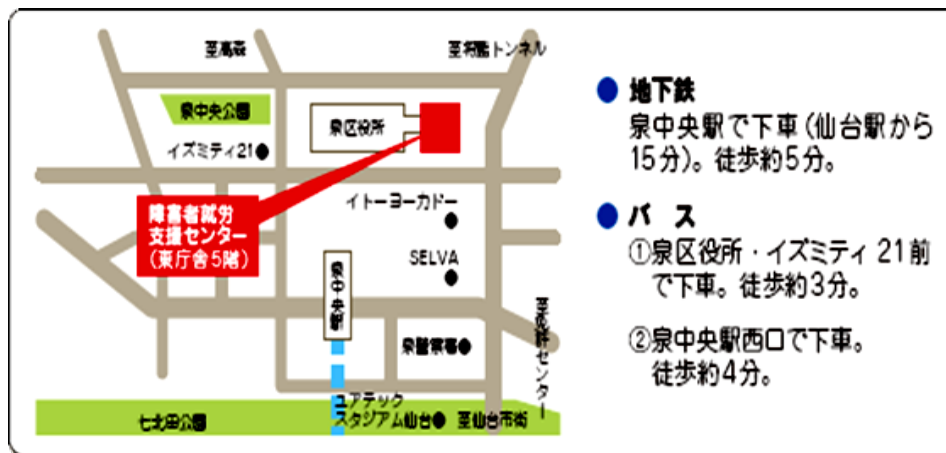 至高森
至将監トンネル
泉中央公園
泉区役所
イズミティ21
障害者就労
支援センター
(東庁舎5階)
イトーヨーカドー
SELVA
泉中央駅
泉警察署
至免許センター
ユアテック
スタジアム仙台
至仙台市街
七北田公園
地下鉄
泉中央駅で下車(仙台駅から
15分)。徒歩約5分。
バス
①泉区役所・イズミティ21前
で下車。徒歩約3分。
②泉中央駅西口で下車。
徒歩約4分。